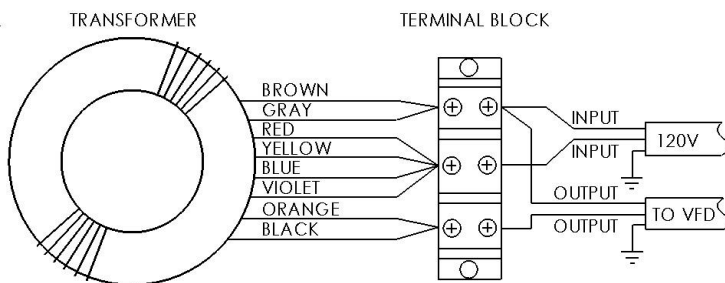 TRANSFORMER
TERMINAL BLOCK
BROWN
GRAY
RED
YELLOW
BLUE
VIOLET
ORANGE
BLACK
INPUT
120V
INPUT
OUTPUT
TO VFD
OUTPUT